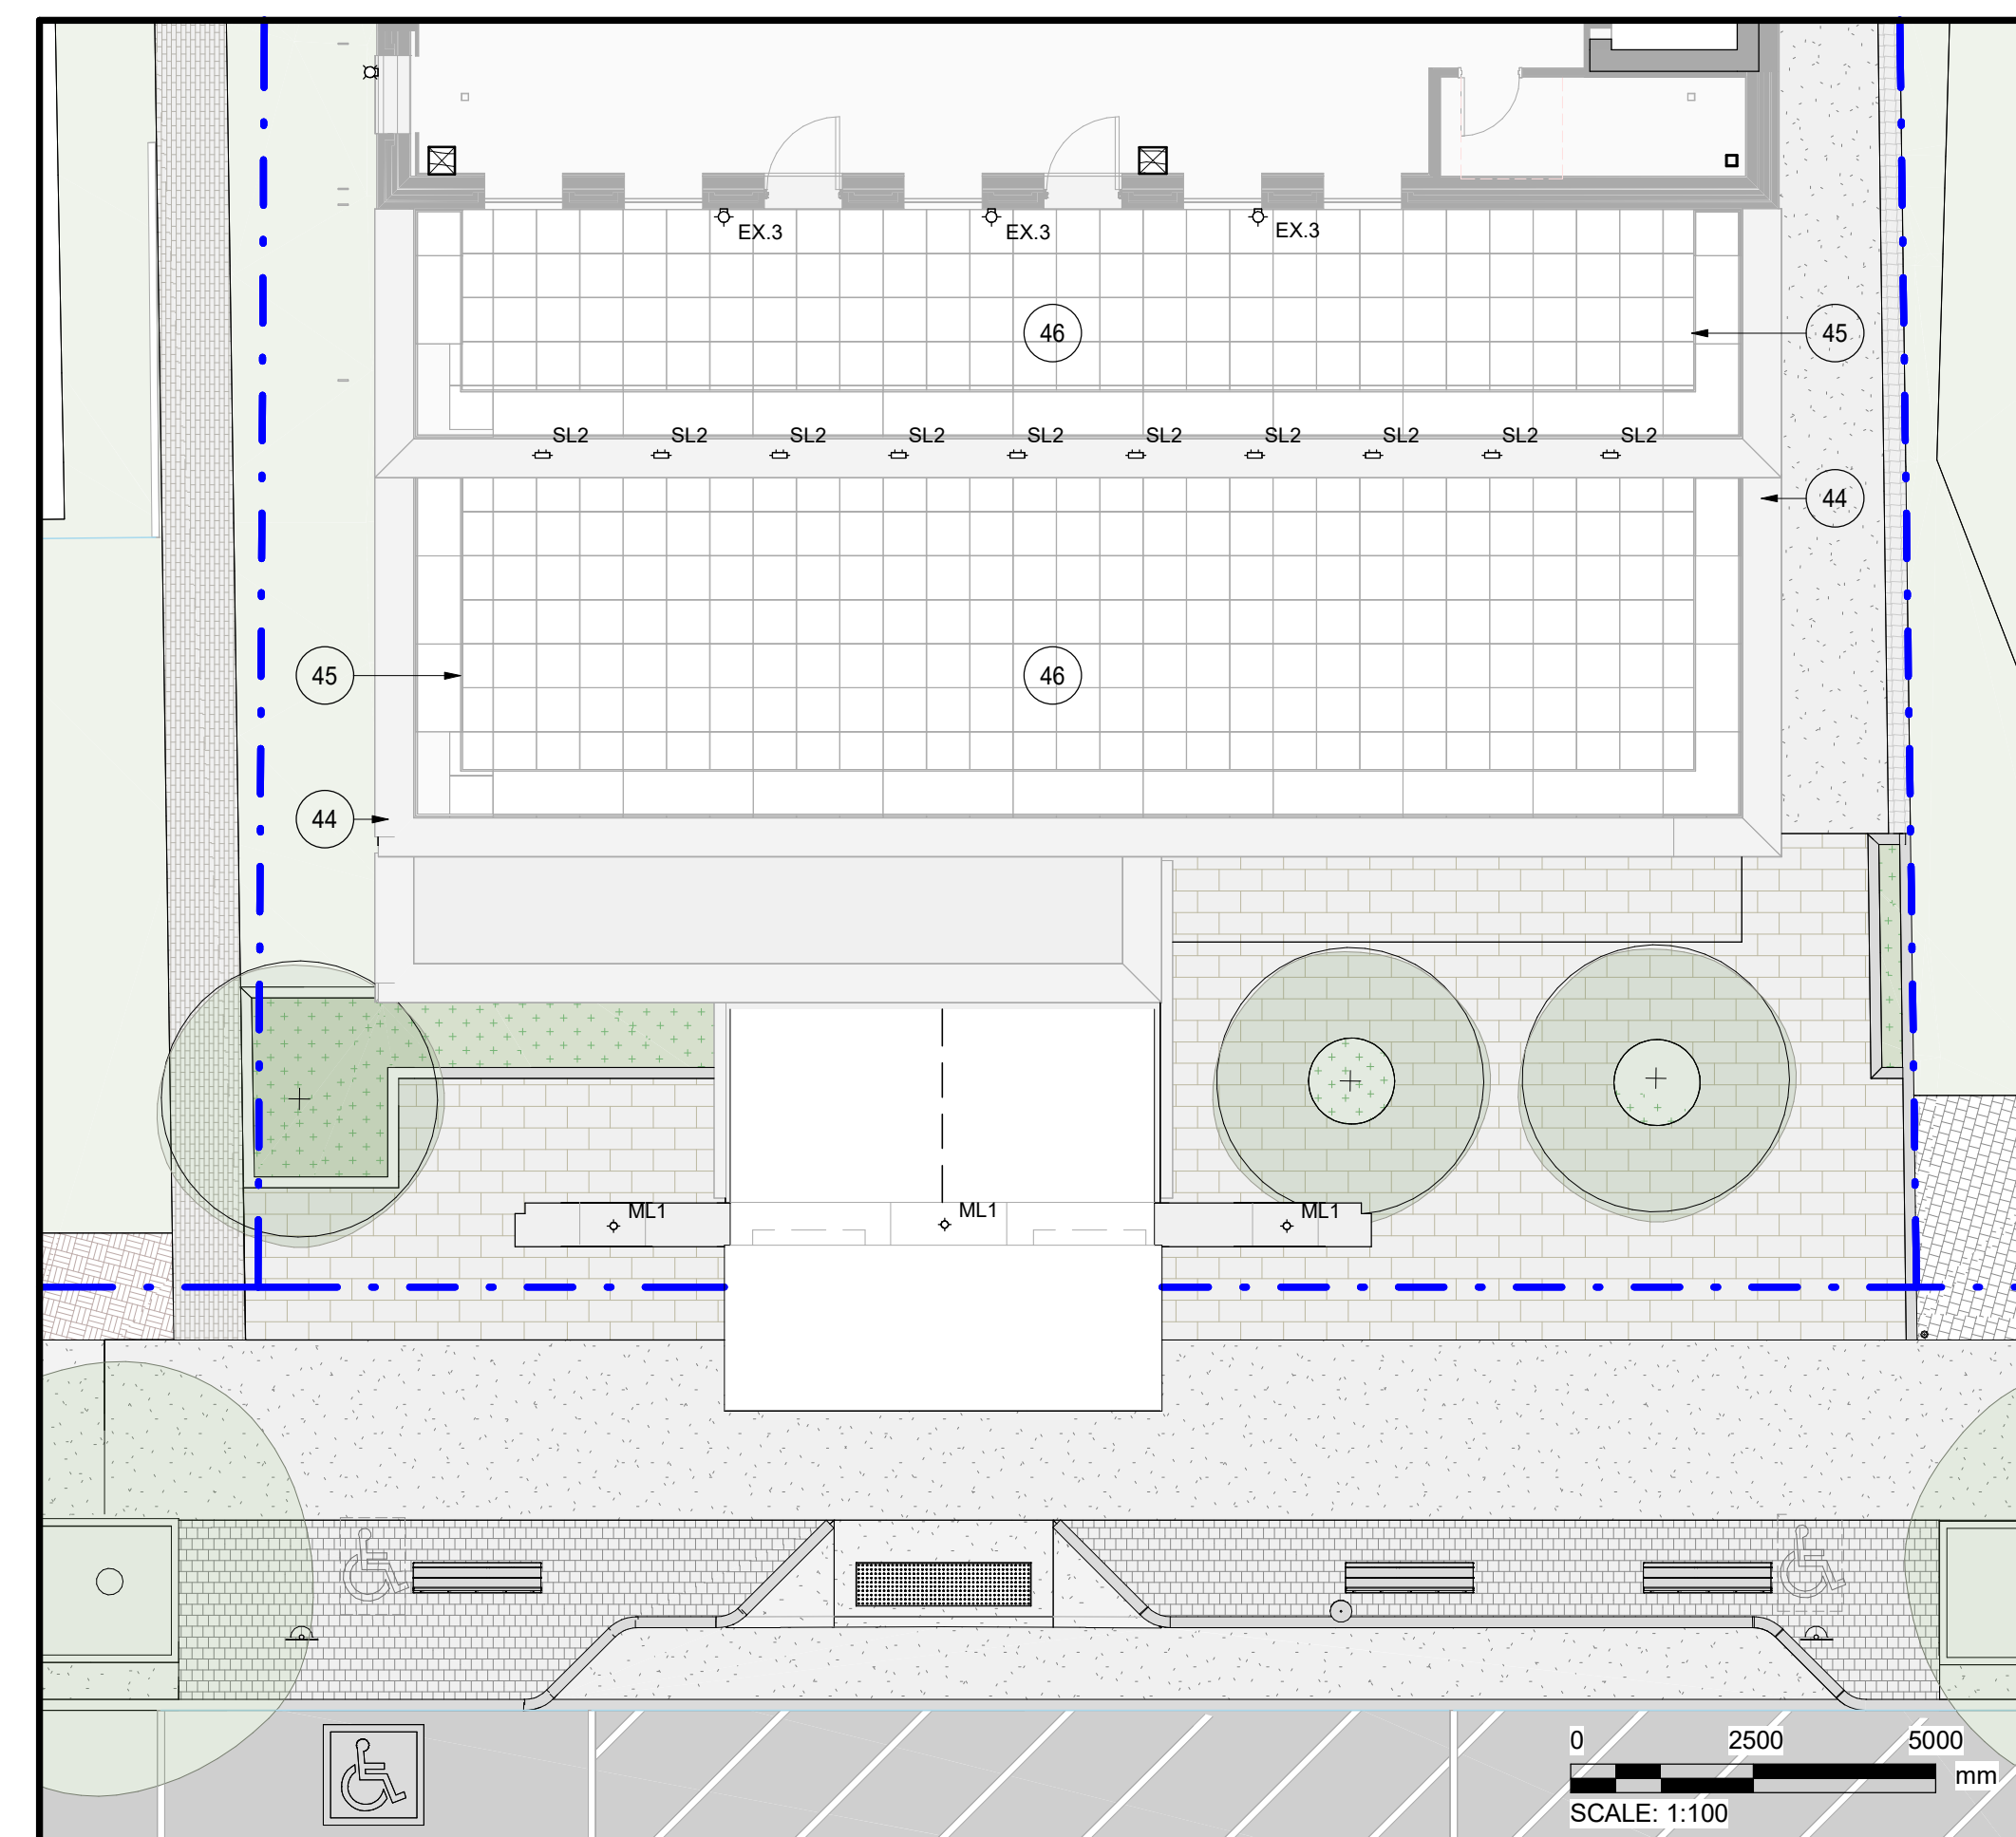 EX.3 EX.3 EX.3
46 45
SL2 SL2 SL2 SL2 SL2 SL2 SL2 SL2 SL2 SL2
44
45 46
44
ML1 ML1 ML1
0 2500 5000
mm
SCALE: 1:100